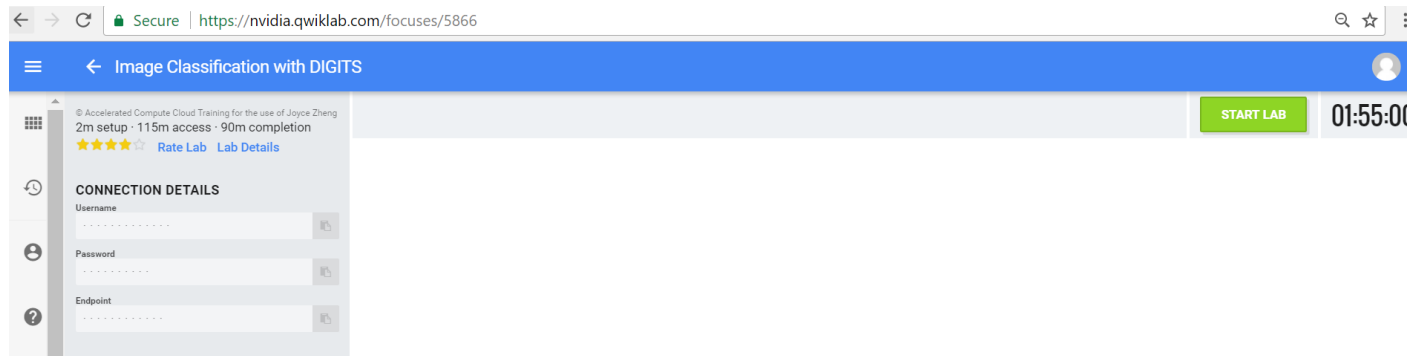 Secure | https://nvidia.qwiklab.com/focuses/5866
Image Classification with DIGITS
© Accelerated Compute Cloud Training for the use of Joyce Zheng
2m setup · 115m access · 90m completion
START LAB
01:55:00
Rate Lab Lab Details
CONNECTION DETAILS
Username
Password
Endpoint